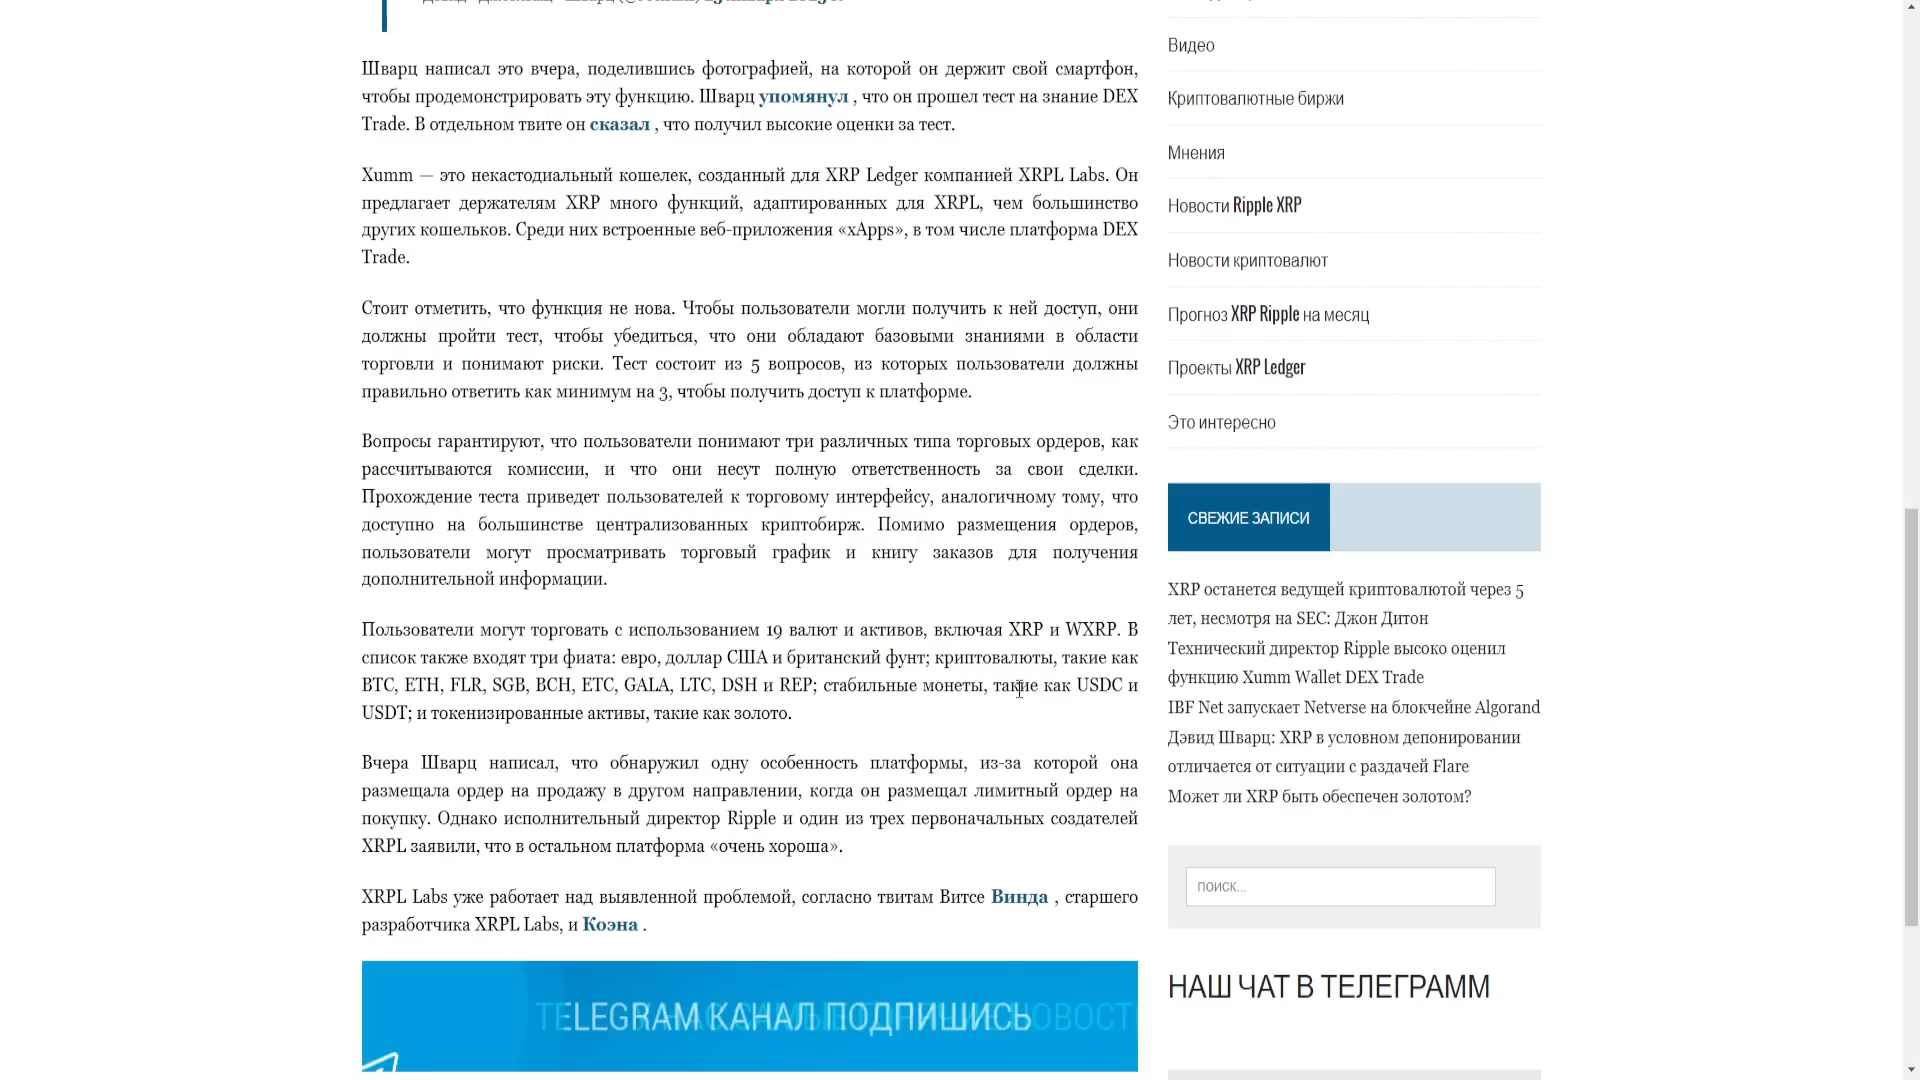 Шварц написал это вчера, поделившись фотографией, на которой он держит свой смартфон,
чтобы продемонстрировать эту функцию. Шварц упомянул , что он прошел тест на знание DEX
Trade. В отдельном твите он сказал , что получил высокие оценки за тест.
Xumm — это некастодиальный кошелек, созданный для XRP Ledger компанией XRPL Labs. Он
предлагает держателям XRP много функций, адаптированных для XRPL, чем большинство
других кошельков. Среди них встроенные веб-приложения «xApps», в том числе платформа DEX
Trade.
Стоит отметить, что функция не нова. Чтобы пользователи могли получить к ней доступ, они
должны пройти тест, чтобы убедиться, что они обладают базовыми знаниями в области
торговли и понимают риски. Тест состоит из 5 вопросов, из которых пользователи должны
правильно ответить как минимум на 3, чтобы получить доступ к платформе.
Вопросы гарантируют, что пользователи понимают три различных типа торговых ордеров, как
рассчитываются комиссии, и что они несут полную ответственность за свои сделки.
Прохождение теста приведет пользователей к торговому интерфейсу, аналогичному тому, что
доступно на большинстве централизованных криптобирж. Помимо размещения ордеров,
пользователи могут просматривать торговый график и книгу заказов для получения
дополнительной информации.
Пользователи могут торговать с использованием 19 валют и активов, включая XRP и WXRP. В
список также входят три фиата: евро, доллар США и британский фунт; криптовалюты, такие как
BTC, ETH, FLR, SGB, BCH, ETC, GALA, LTC, DSH и REP; стабильные монеты, такие как USDC и
USDT; и токенизированные активы, такие как золото.
Вчера Шварц написал, что обнаружил одну особенность платформы, из-за которой она
размещала ордер на продажу в другом направлении, когда он размещал лимитный ордер на
покупку. Однако исполнительный директор Ripple и один из трех первоначальных создателей
XRPL заявили, что в остальном платформа «очень хороша».
XRPL Labs уже работает над выявленной проблемой, согласно твитам Витсе Винда , старшего
разработчика XRPL Labs, и Коэна .
TELEGRAM КАНАЛ ПОДПИШИСЬ
Видео
Криптовалютные биржи
Мнения
Новости Ripple XRP
Новости криптовалют
Прогноз XRP Ripple на месяц
Проекты XRP Ledger
Это интересно
СВЕЖИЕ ЗАПИСИ
XRP останется ведущей криптовалютой через 5
лет, несмотря на SEC: Джон Дитон
Технический директор Ripple высоко оценил
функцию Xumm Wallet DEX Trade
IBF Net запускает Netverse на блокчейне Algorand
Дэвид Шварц: XRP в условном депонировании
отличается от ситуации с раздачей Flare
Может ли XRP быть обеспечен золотом?
поиск...
НАШ ЧАТ В ТЕЛЕГРАММ